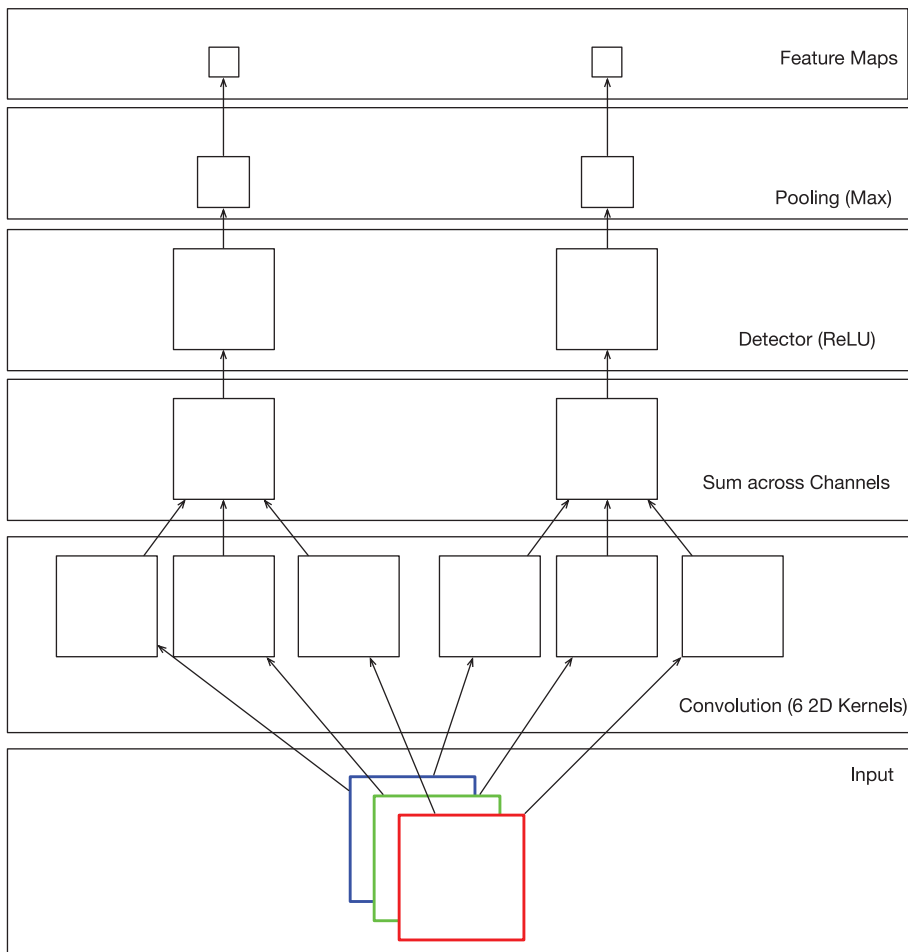 Feature Maps
Pooling (Max)
Detector (ReLU)
Sum across Channels
Convolution (6 2D Kernels)
Input